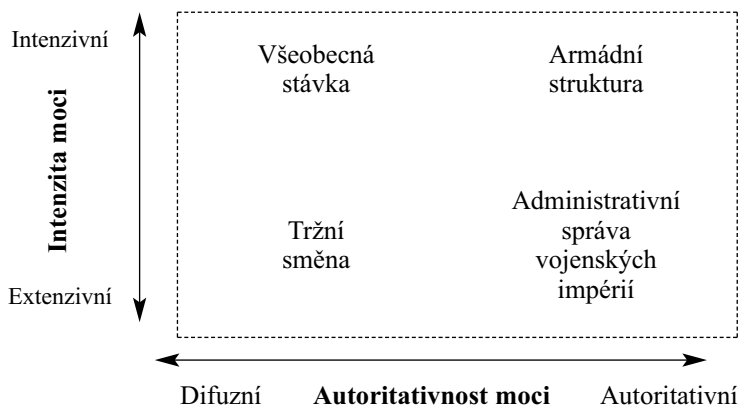 Intenzivní
Všeobecná
stávka
Armádní
struktura
Intenzita moci
Tržní
směna
Administrativní
správa
vojenských
impérií
Extenzivní
Difuzní
Autoritativnost moci
Autoritativní